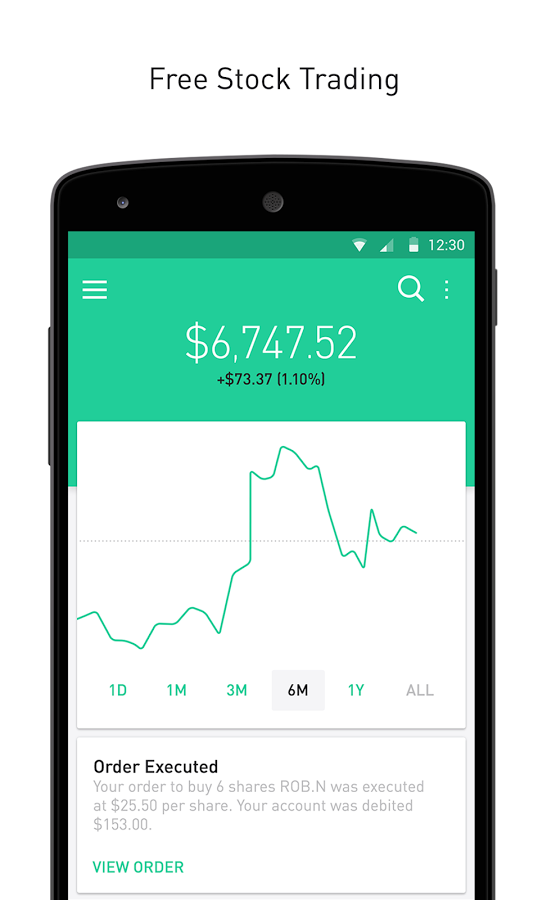 Free Stock Trading
12:30
$6,747.52
+$73.37 (1.10%)
1D 1M 3M 6M 1Y ALL
Order Executed
Your order to buy 6 shares ROB.N was executed
at $25.50 per share. Your account was debited
$153.00.
VIEW ORDER